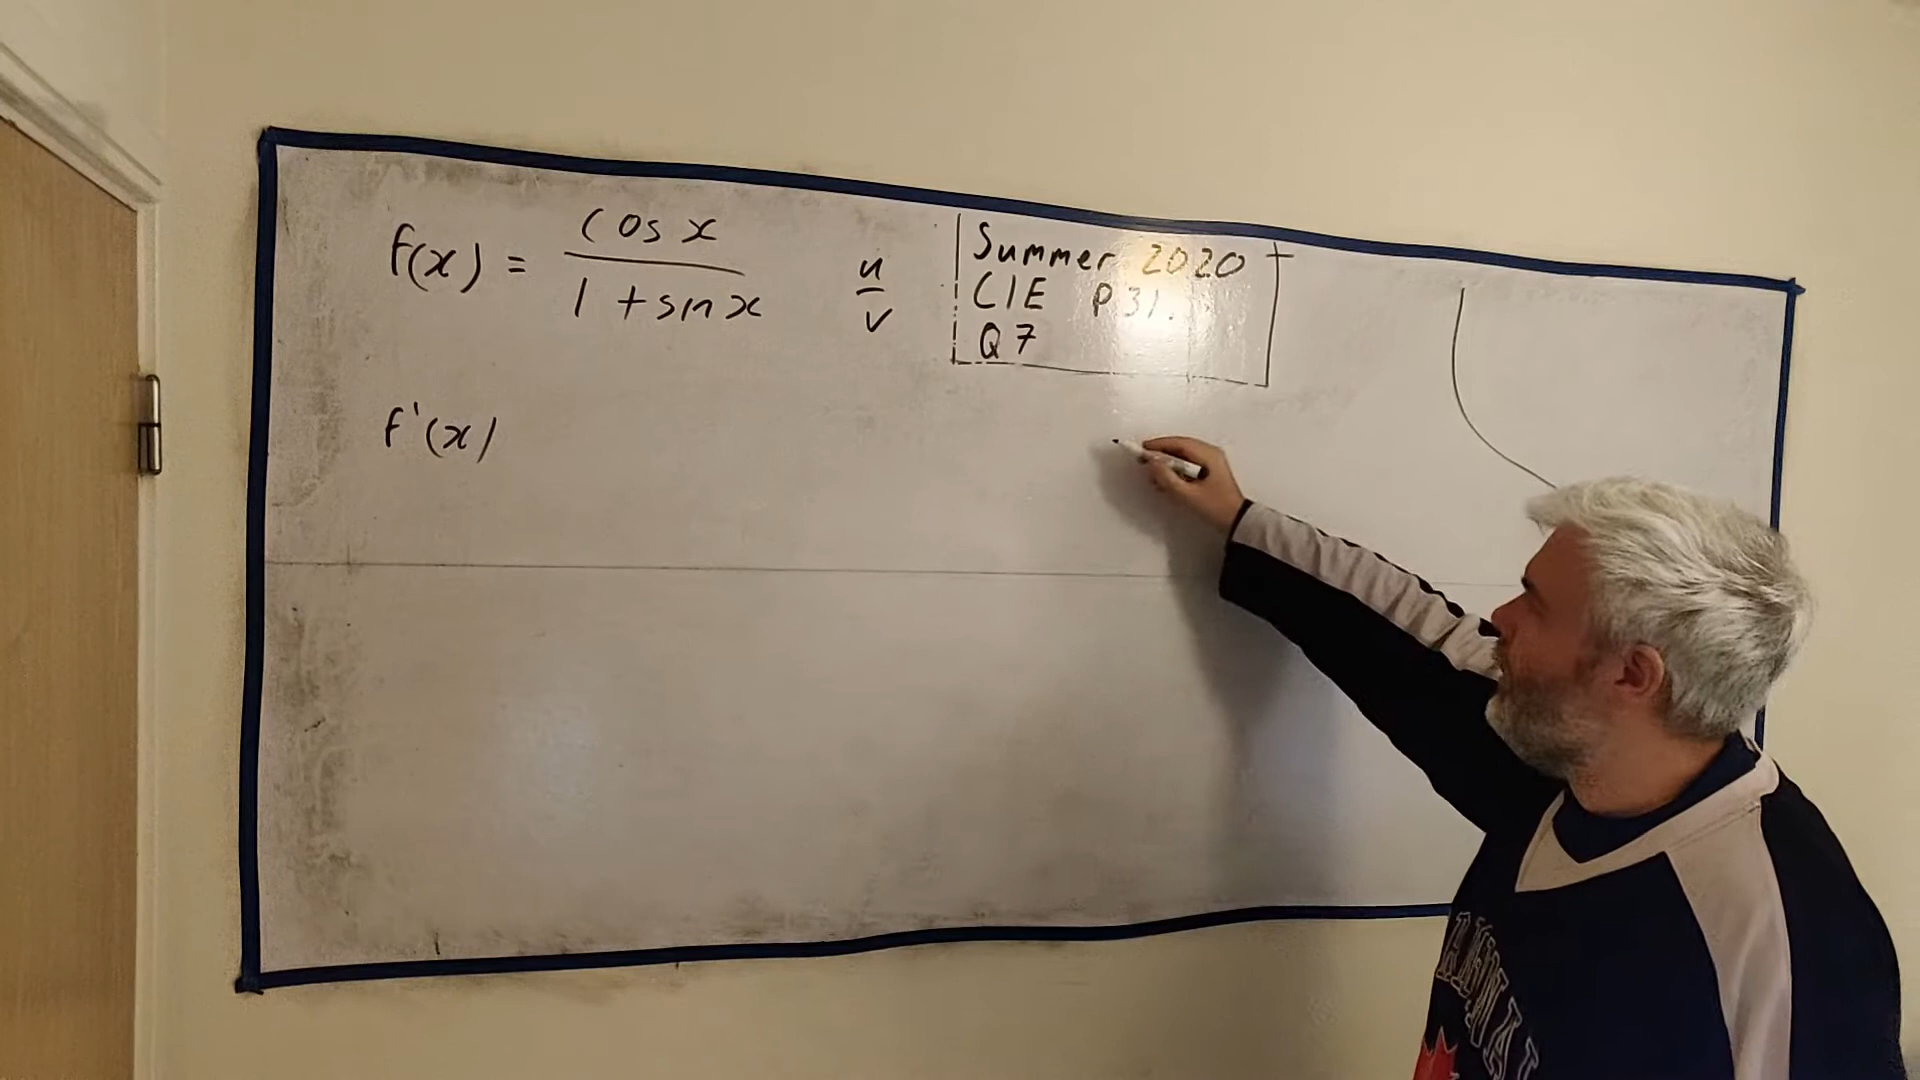 f(x) = cos x / 1 + sin x
u / v
Summer 2020
CIE P31.
Q7
f'(x)